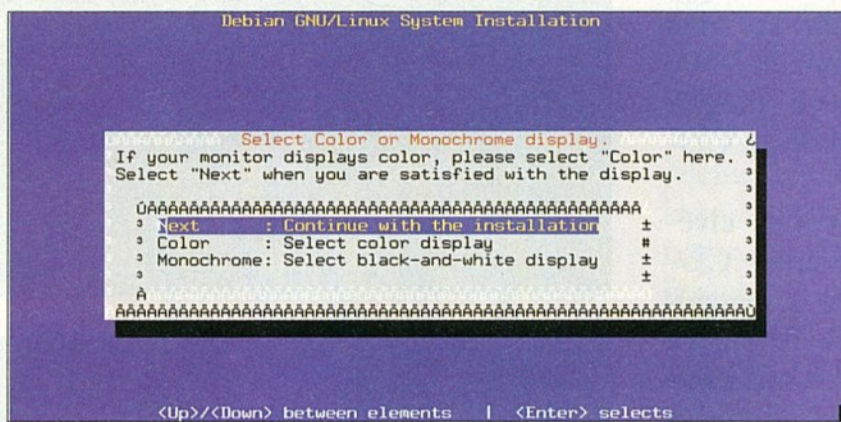 Debian GNU/Linux System Installation
Select Color or Monochrome display.
If your monitor displays color, please select "Color" here.
Select "Next" when you are satisfied with the display.
Next : Continue with the installation
Color : Select color display
Monochrome: Select black-and-white display
<Up>/<Down> between elements | <Enter> selects